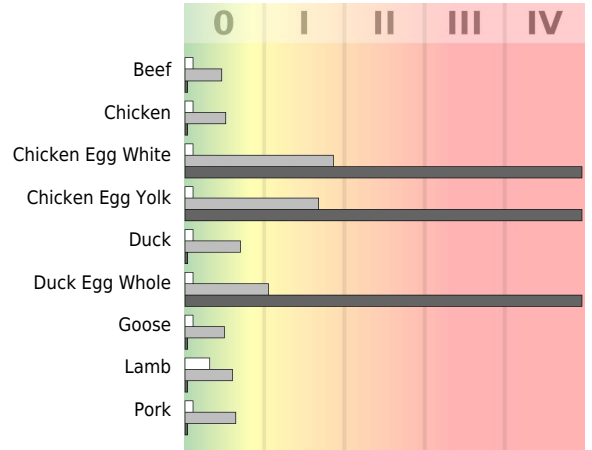 0 I II III IV
Beef
Chicken
Chicken Egg White
Chicken Egg Yolk
Duck
Duck Egg Whole
Goose
Lamb
Pork